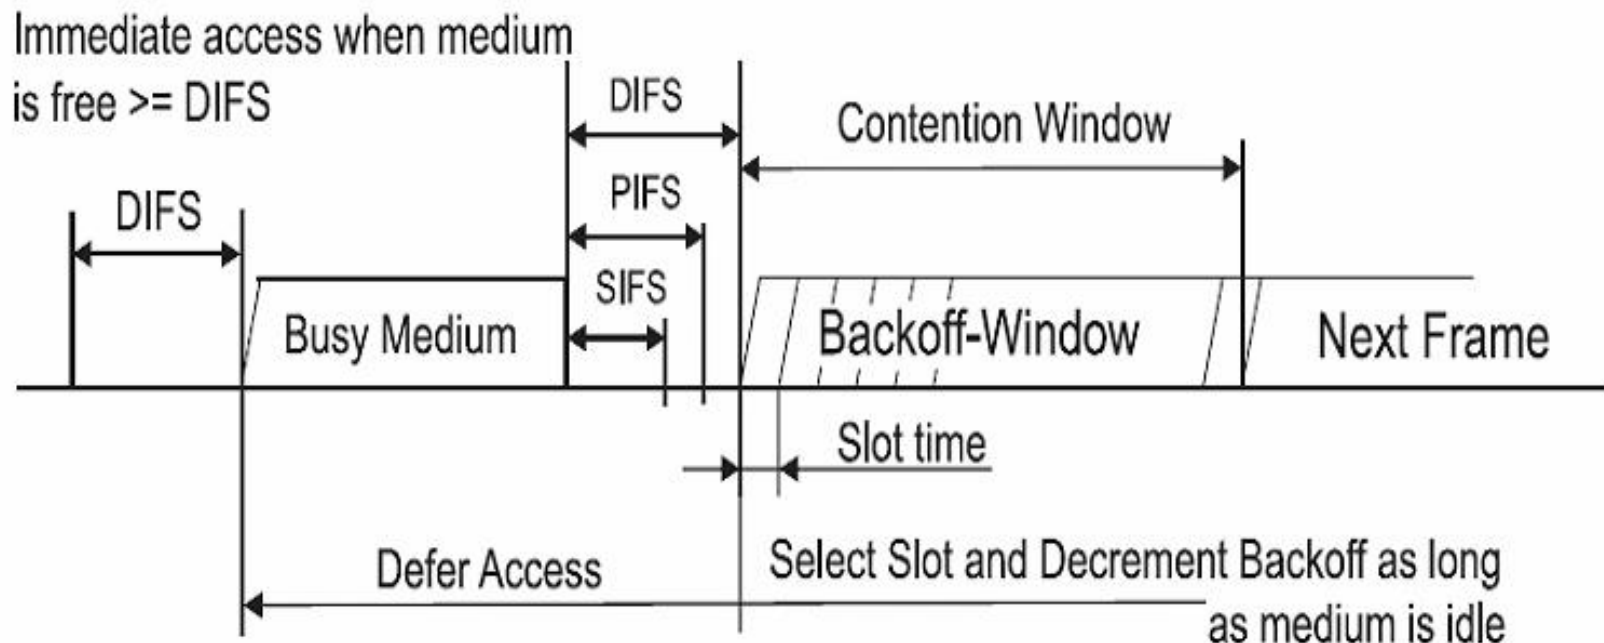 Immediate access when medium
is free >= DIFS
DIFS
DIFS
PIFS
SIFS
Contention Window
Busy Medium
Backoff-Window
Next Frame
Slot time
Defer Access
Select Slot and Decrement Backoff as long
as medium is idle